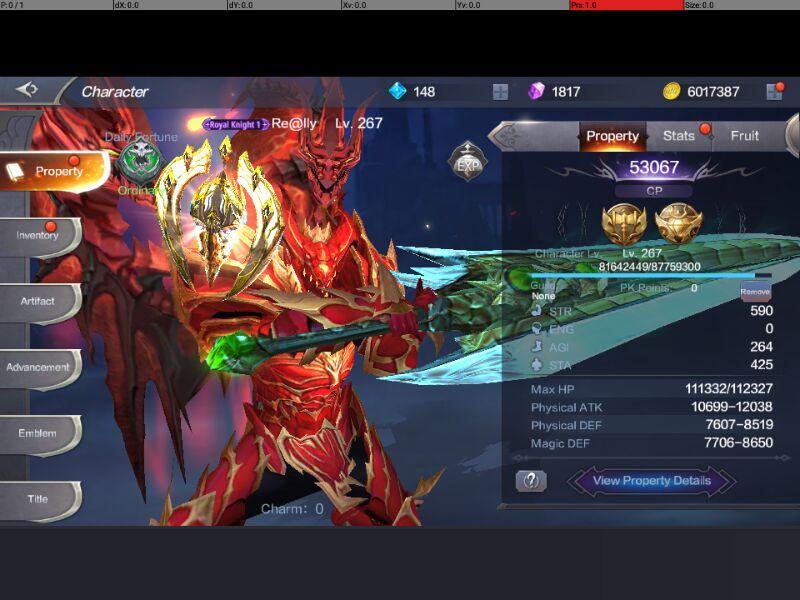 P: 0 / 1 dX: 0.0 dY: 0.0 Xv: 0.0 Yv: 0.0 Prs: 1.0 Size: 0.0
Character 148 1817 6017387
Royal Knight 1 Re@lly Lv. 267
Daily Fortune
Ordinary
EXP
Property Stats Fruit
Property
Inventory
Artifact
Advancement
Emblem
Title
53067
CP
Character Lv. Lv. 267
81642449/87759300
Guild: PK Points: 0 Remove
None
STR 590
ENG 0
AGI 264
STA 425
Max HP 111332/112327
Physical ATK 10699-12038
Physical DEF 7607-8519
Magic DEF 7706-8650
? View Property Details
Charm: 0